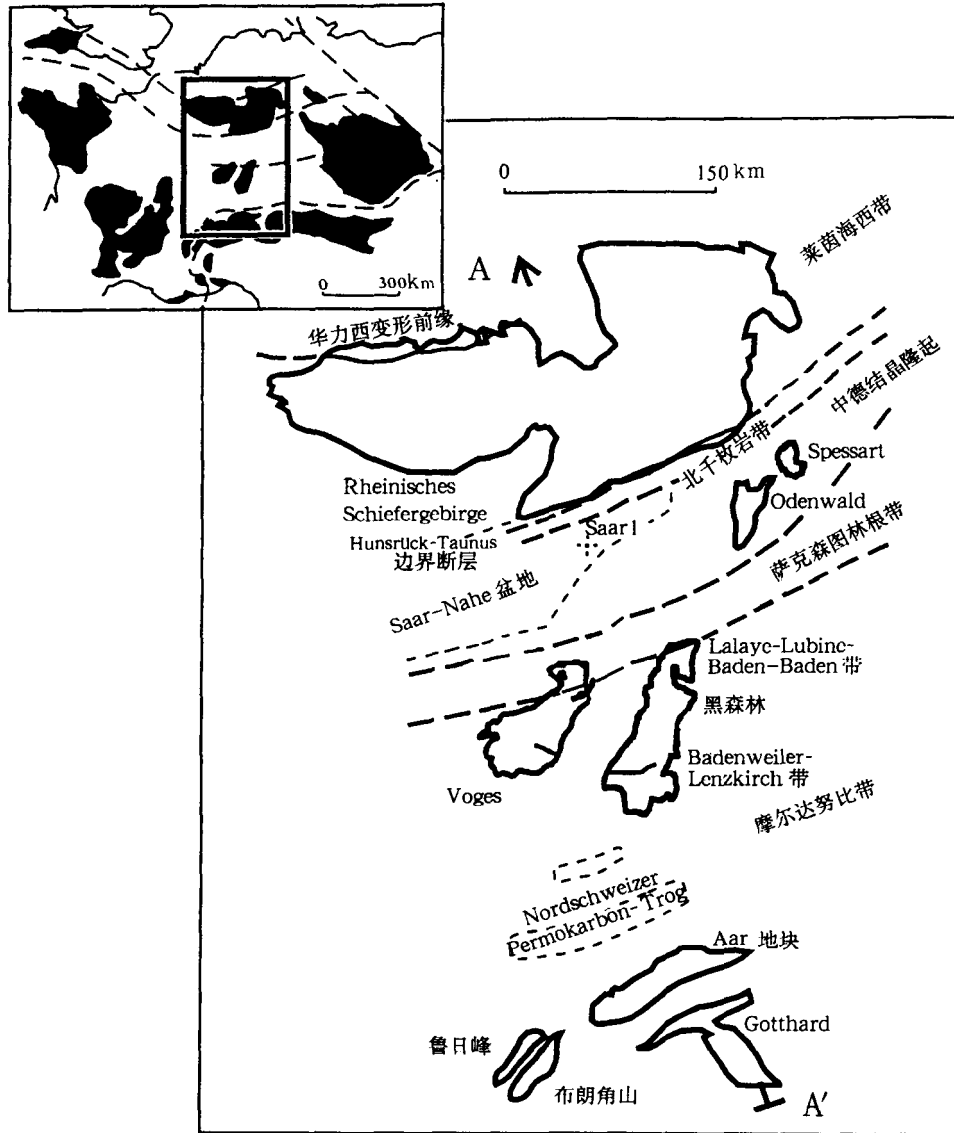 0 300Km
0 150 km
A
莱茵海西带
华力西变形前缘
中德结晶隆起
北千枚岩带
Spessart
Rheinisches
Schiefergebirge
Odenwald
Saar1
Hunsrück-Taunus
边界断层
萨克森图林根带
Saar-Nahe 盆地
Lalaye-Lubine-
Baden-Baden 带
黑森林
Badenweiler-
Lenzkirch 带
Voges
摩尔达努比带
Nordschweizer
Permokarbon-Trog
Aar 地块
Gotthard
鲁日峰
布朗角山
A′